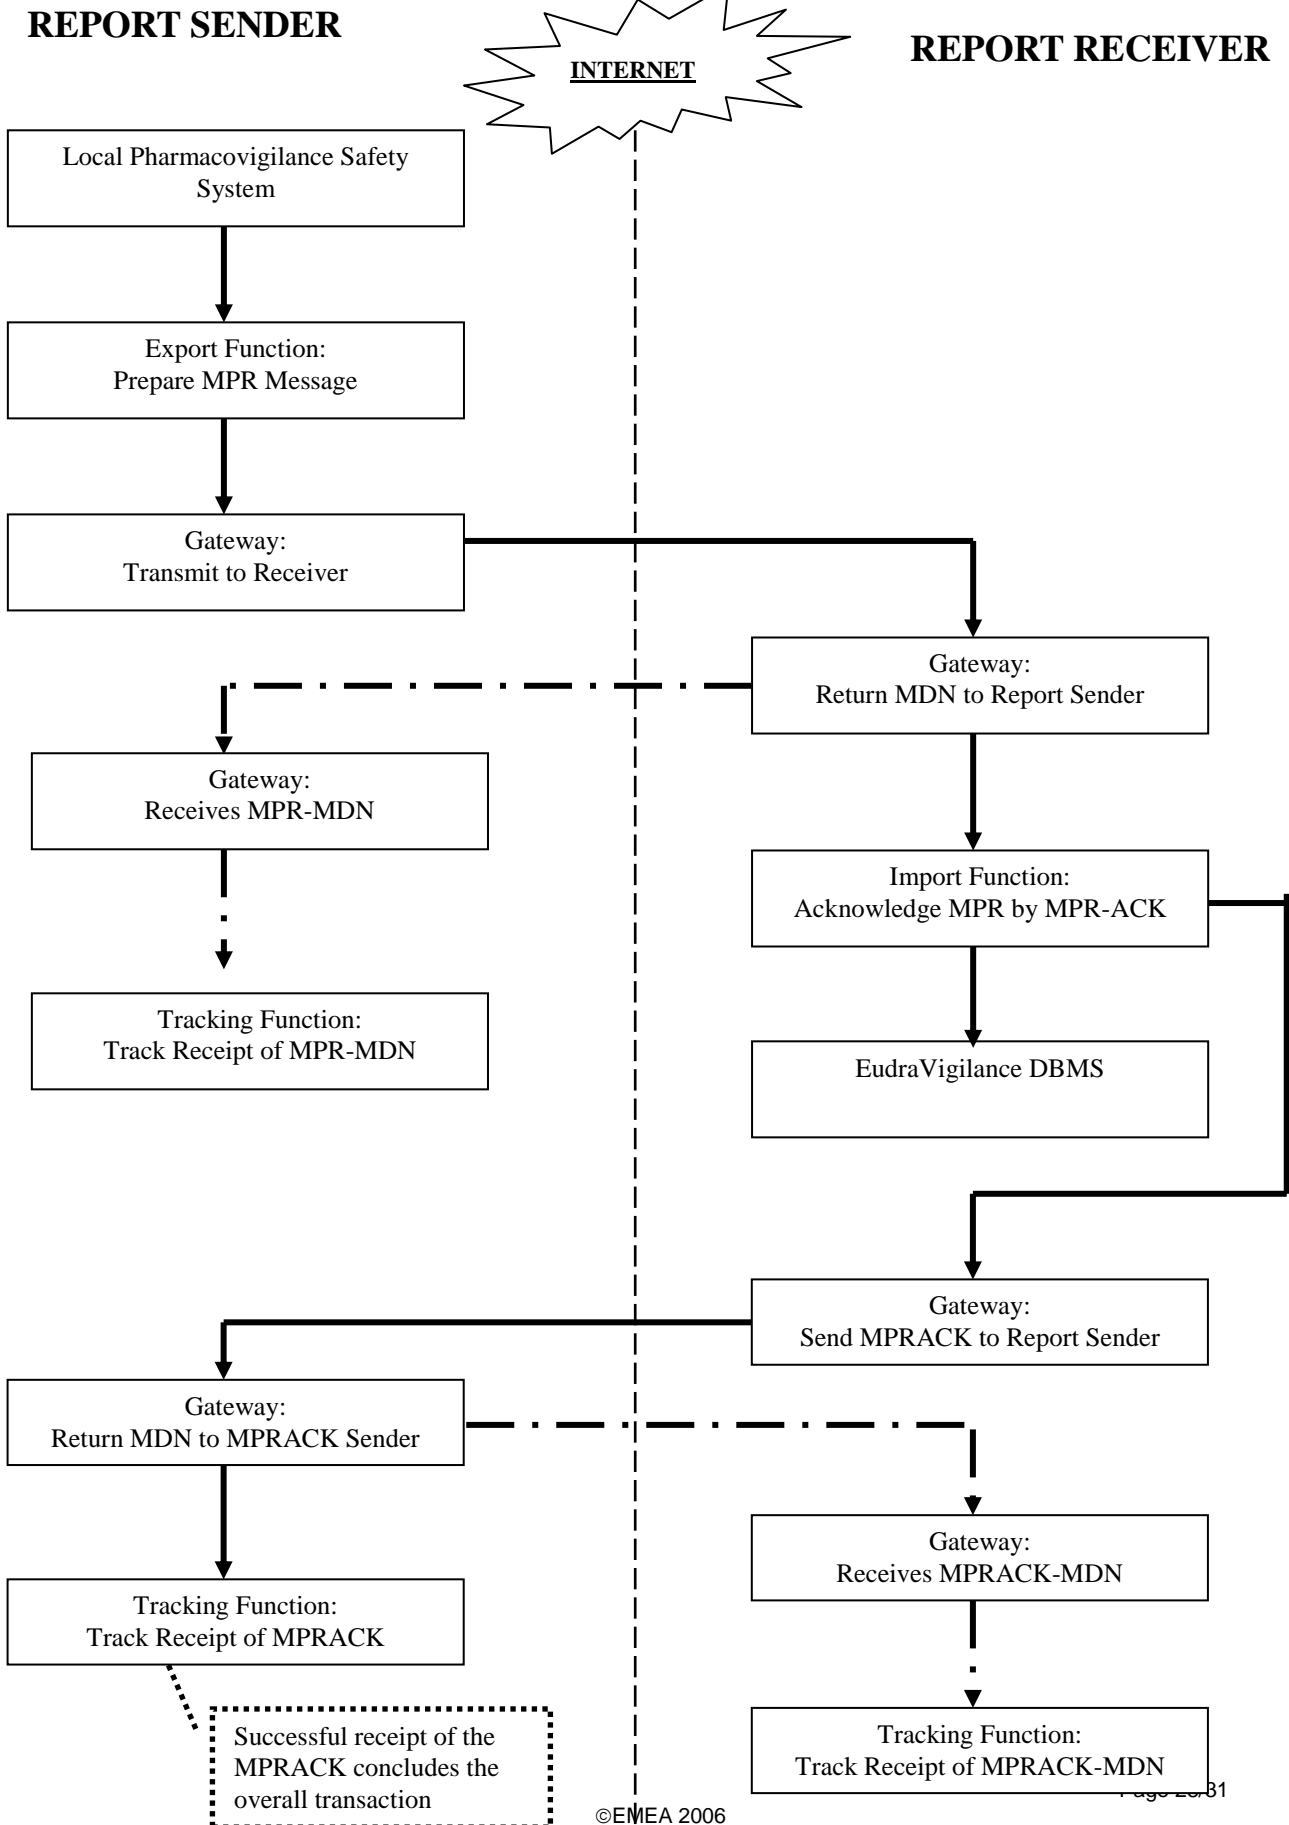 REPORT SENDER
INTERNET
REPORT RECEIVER
Local Pharmacovigilance Safety
System
Export Function:
Prepare MPR Message
Gateway:
Transmit to Receiver
Gateway:
Return MDN to Report Sender
Gateway:
Receives MPR-MDN
Import Function:
Acknowledge MPR by MPR-ACK
Tracking Function:
Track Receipt of MPR-MDN
EudraVigilance DBMS
Gateway:
Send MPRACK to Report Sender
Gateway:
Return MDN to MPRACK Sender
Gateway:
Receives MPRACK-MDN
Tracking Function:
Track Receipt of MPRACK
Tracking Function:
Track Receipt of MPRACK-MDN
Successful receipt of the
MPRACK concludes the
overall transaction
©EMEA 2006